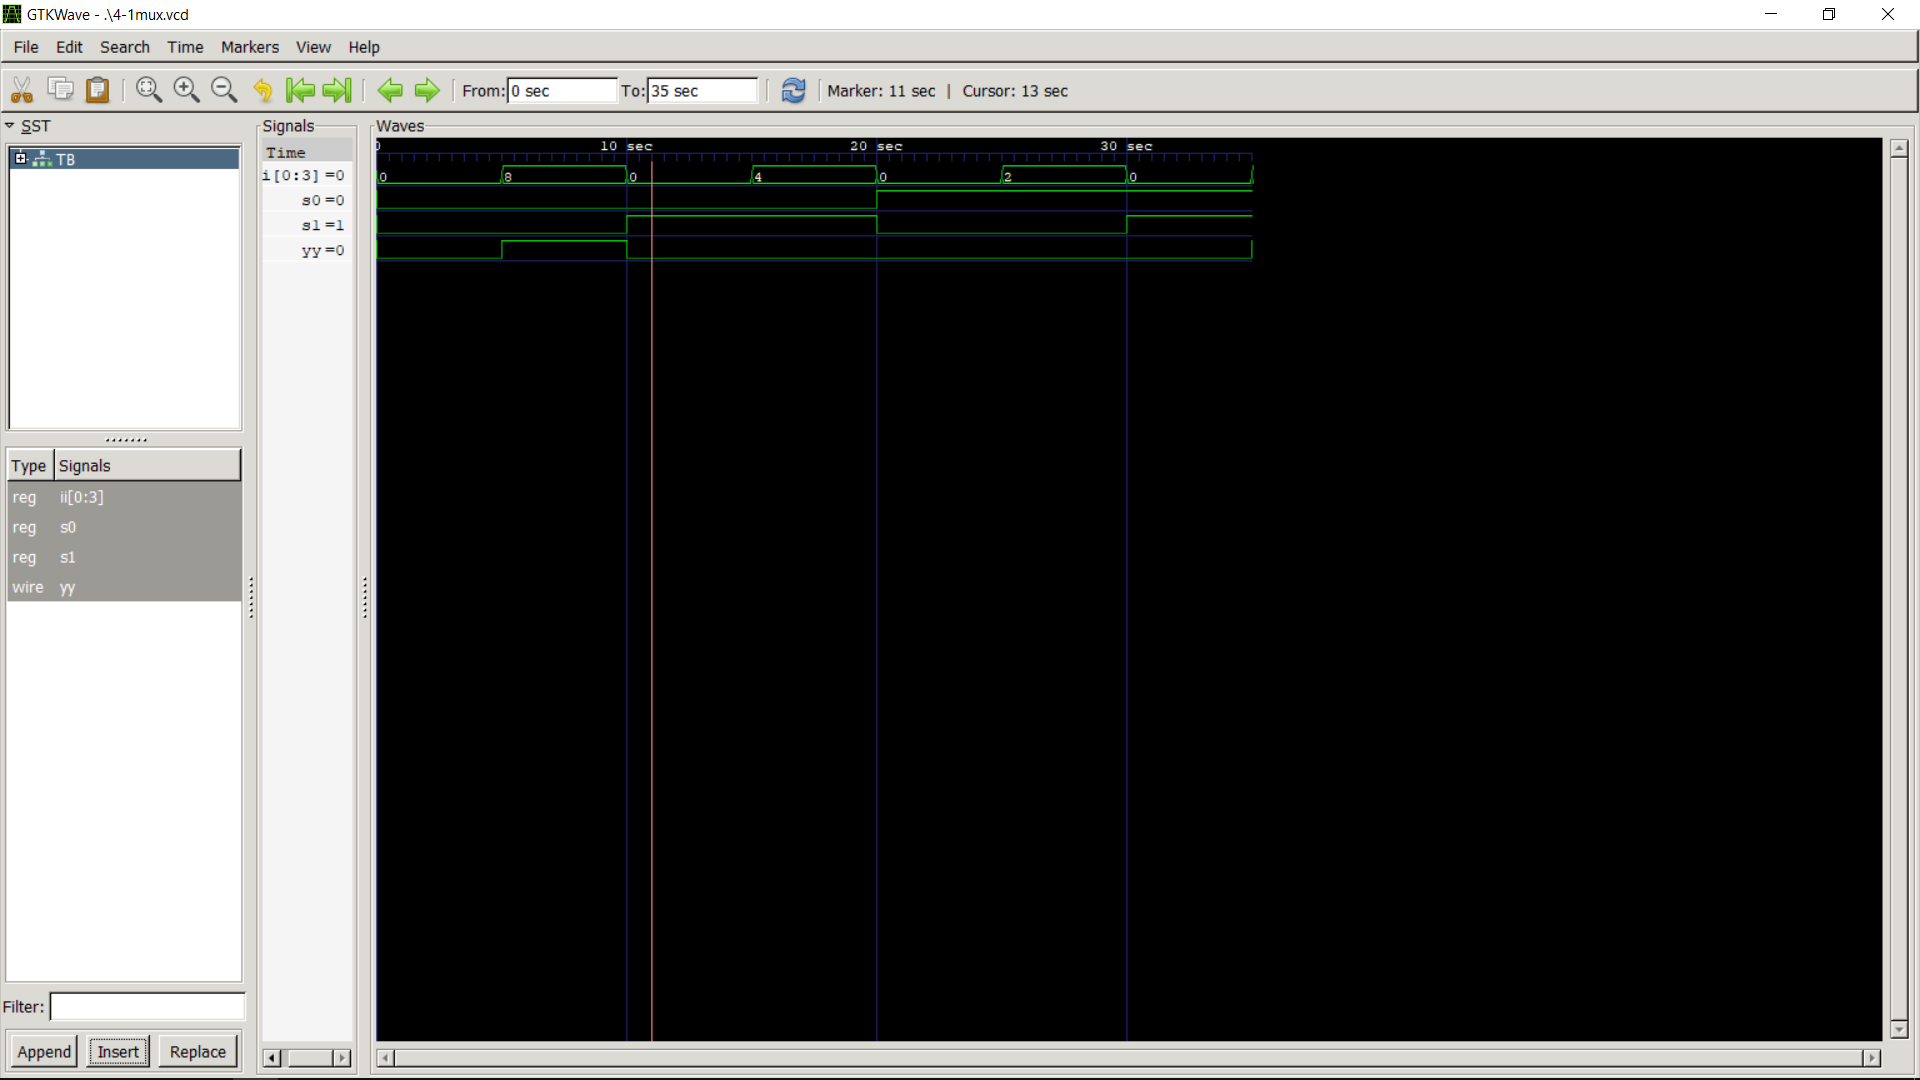 GTKWave - .\4-1mux.vcd
File Edit Search Time Markers View Help
From: 0 sec To: 35 sec Marker: 11 sec | Cursor: 13 sec
SST
TB
Type Signals
reg ii[0:3]
reg s0
reg s1
wire yy
Filter:
Append Insert Replace
Signals
Time
i[0:3] =0
s0 =0
s1 =1
yy =0
Waves
0 10 sec 20 sec 30 sec
0 8 0 4 0 2 0